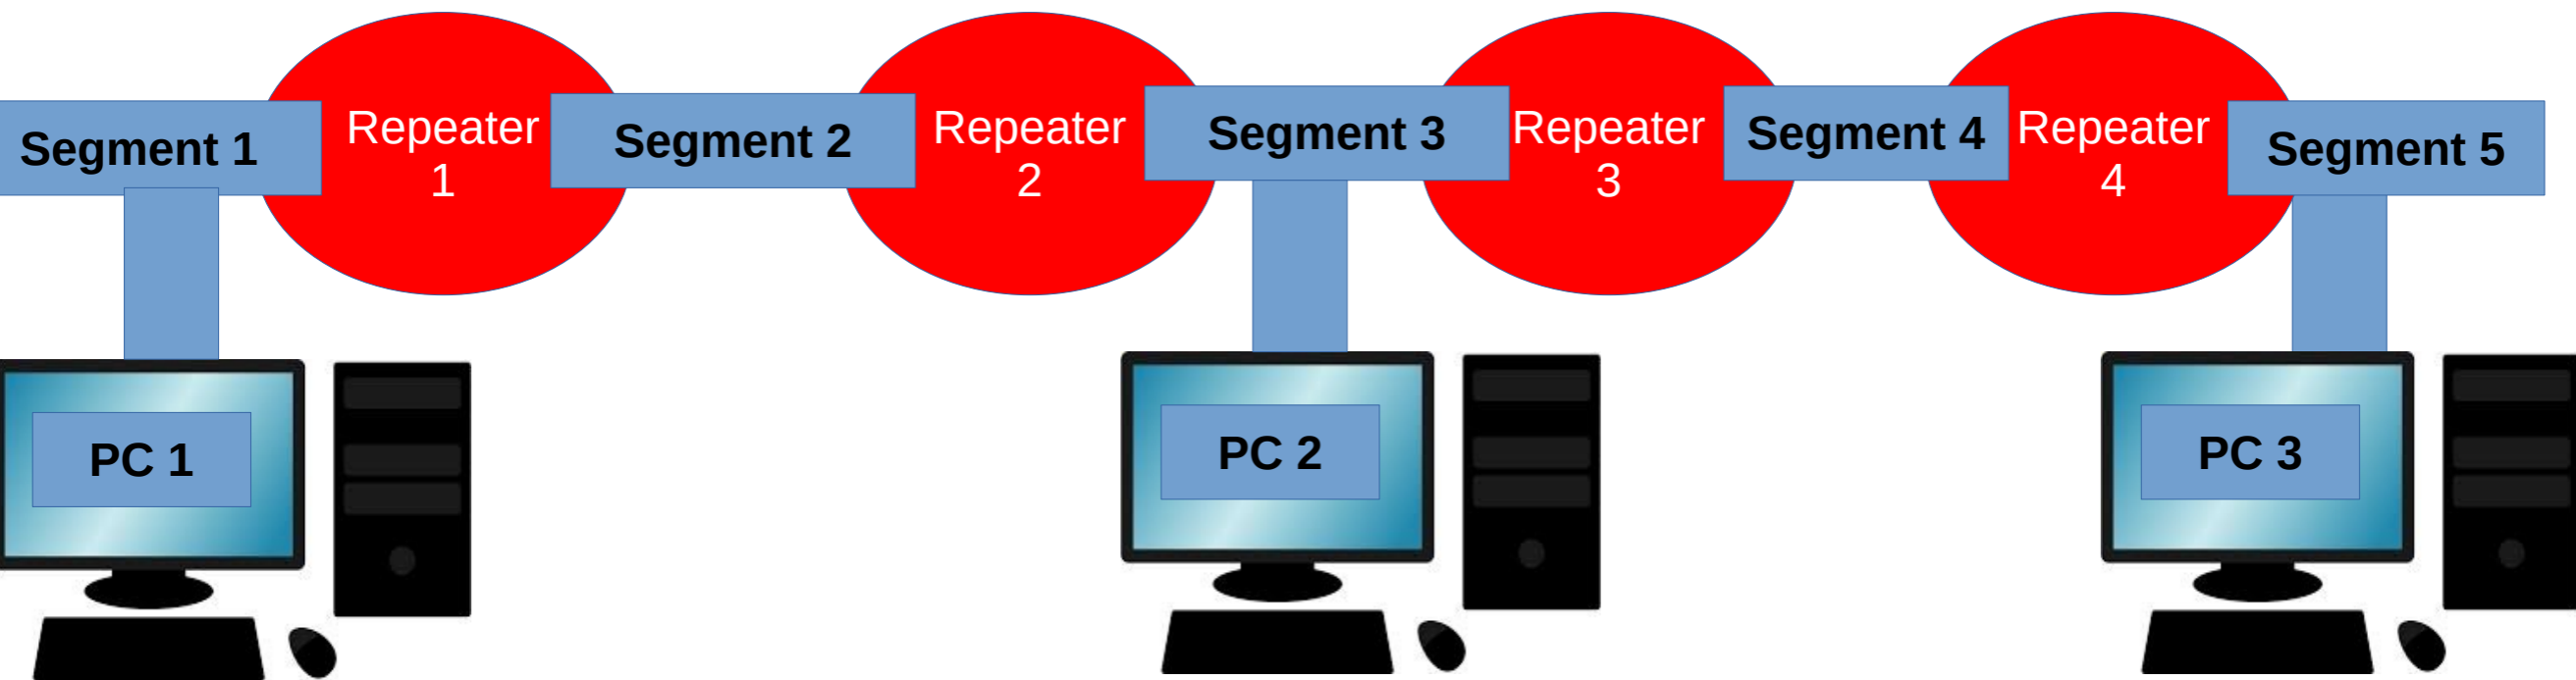 Segment 1
Repeater
1
Segment 2
Repeater
2
Segment 3
Repeater
3
Segment 4
Repeater
4
Segment 5
PC 1
PC 2
PC 3